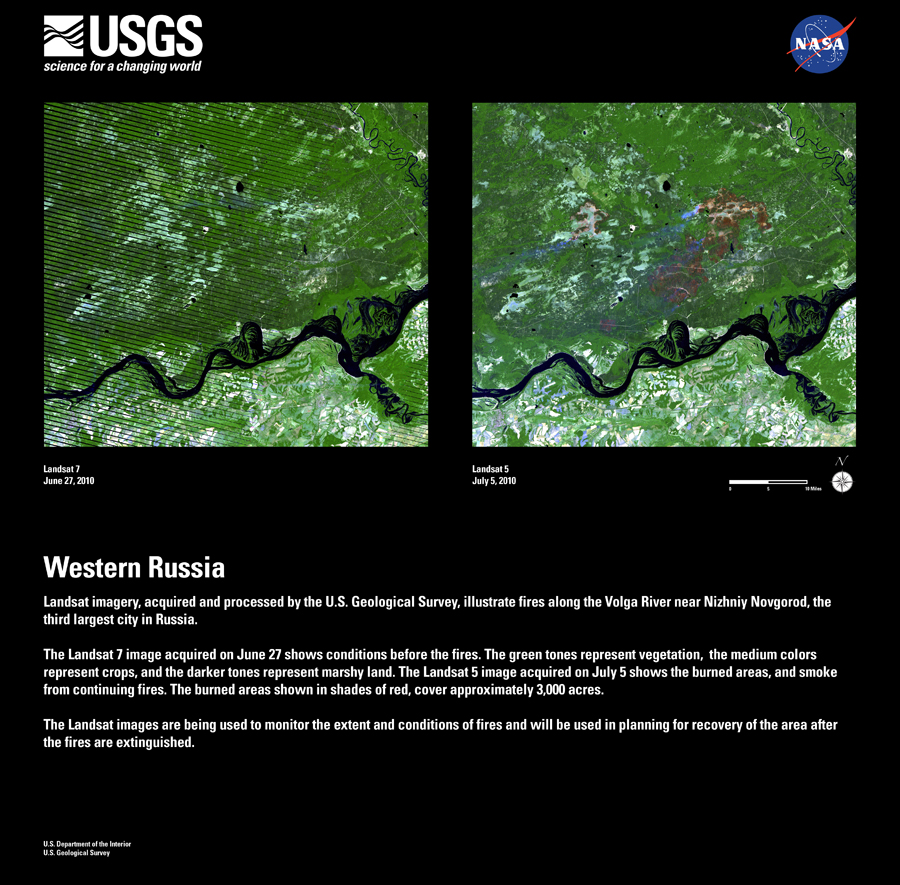 USGS
science for a changing world
NASA
Landsat 7
June 27, 2010
Landsat 5
July 5, 2010
N
0 5 10 Miles
Western Russia
Landsat imagery, acquired and processed by the U.S. Geological Survey, illustrate fires along the Volga River near Nizhniy Novgorod, the
third largest city in Russia.
The Landsat 7 image acquired on June 27 shows conditions before the fires. The green tones represent vegetation, the medium colors
represent crops, and the darker tones represent marshy land. The Landsat 5 image acquired on July 5 shows the burned areas, and smoke
from continuing fires. The burned areas shown in shades of red, cover approximately 3,000 acres.
The Landsat images are being used to monitor the extent and conditions of fires and will be used in planning for recovery of the area after
the fires are extinguished.
U.S. Department of the Interior
U.S. Geological Survey